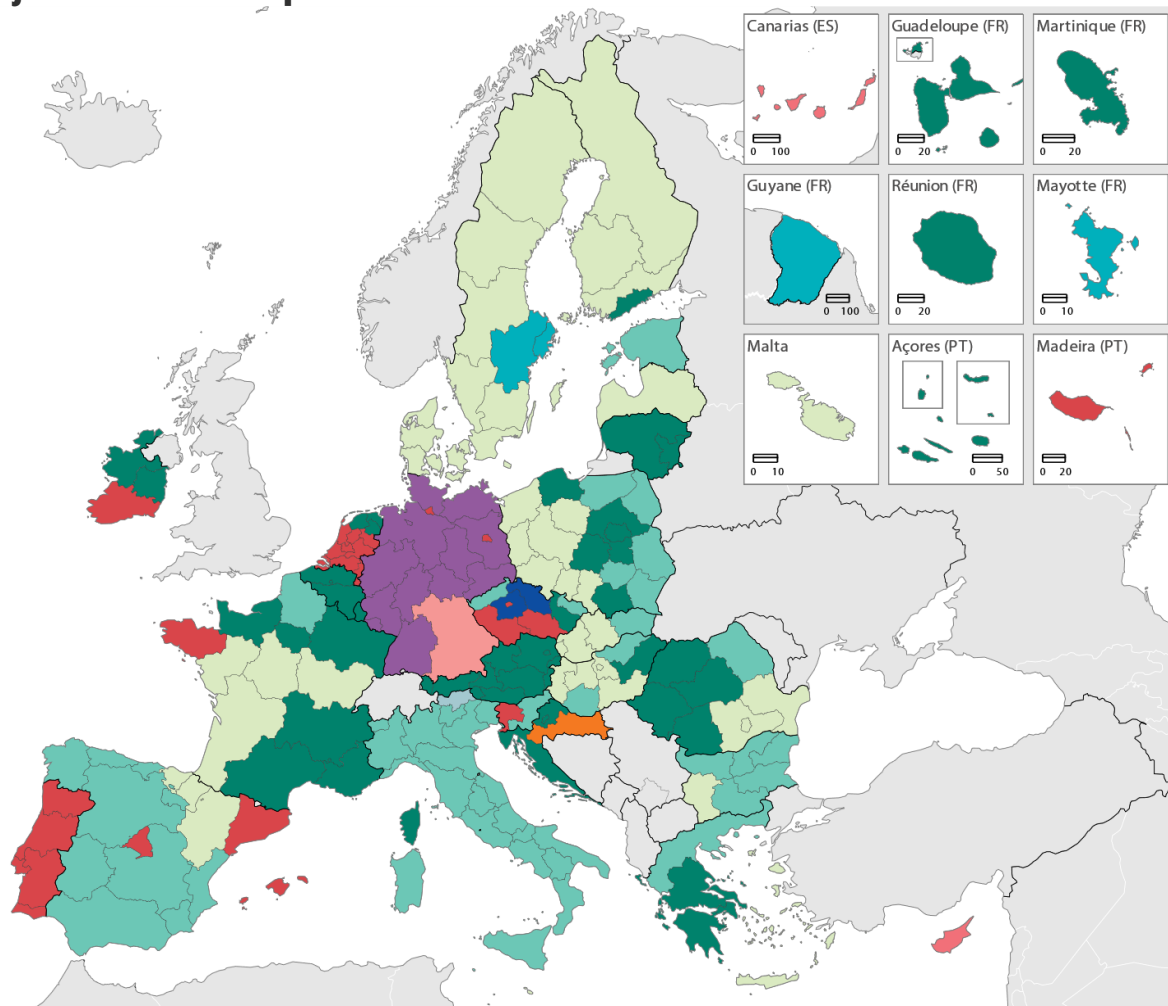 Canarias (ES)
0 100
Guadeloupe (FR)
0 20
Martinique (FR)
0 20
Guyane (FR)
0 100
Réunion (FR)
0 20
Mayotte (FR)
0 10
Malta
0 10
Açores (PT)
0 50
Madeira (PT)
0 20